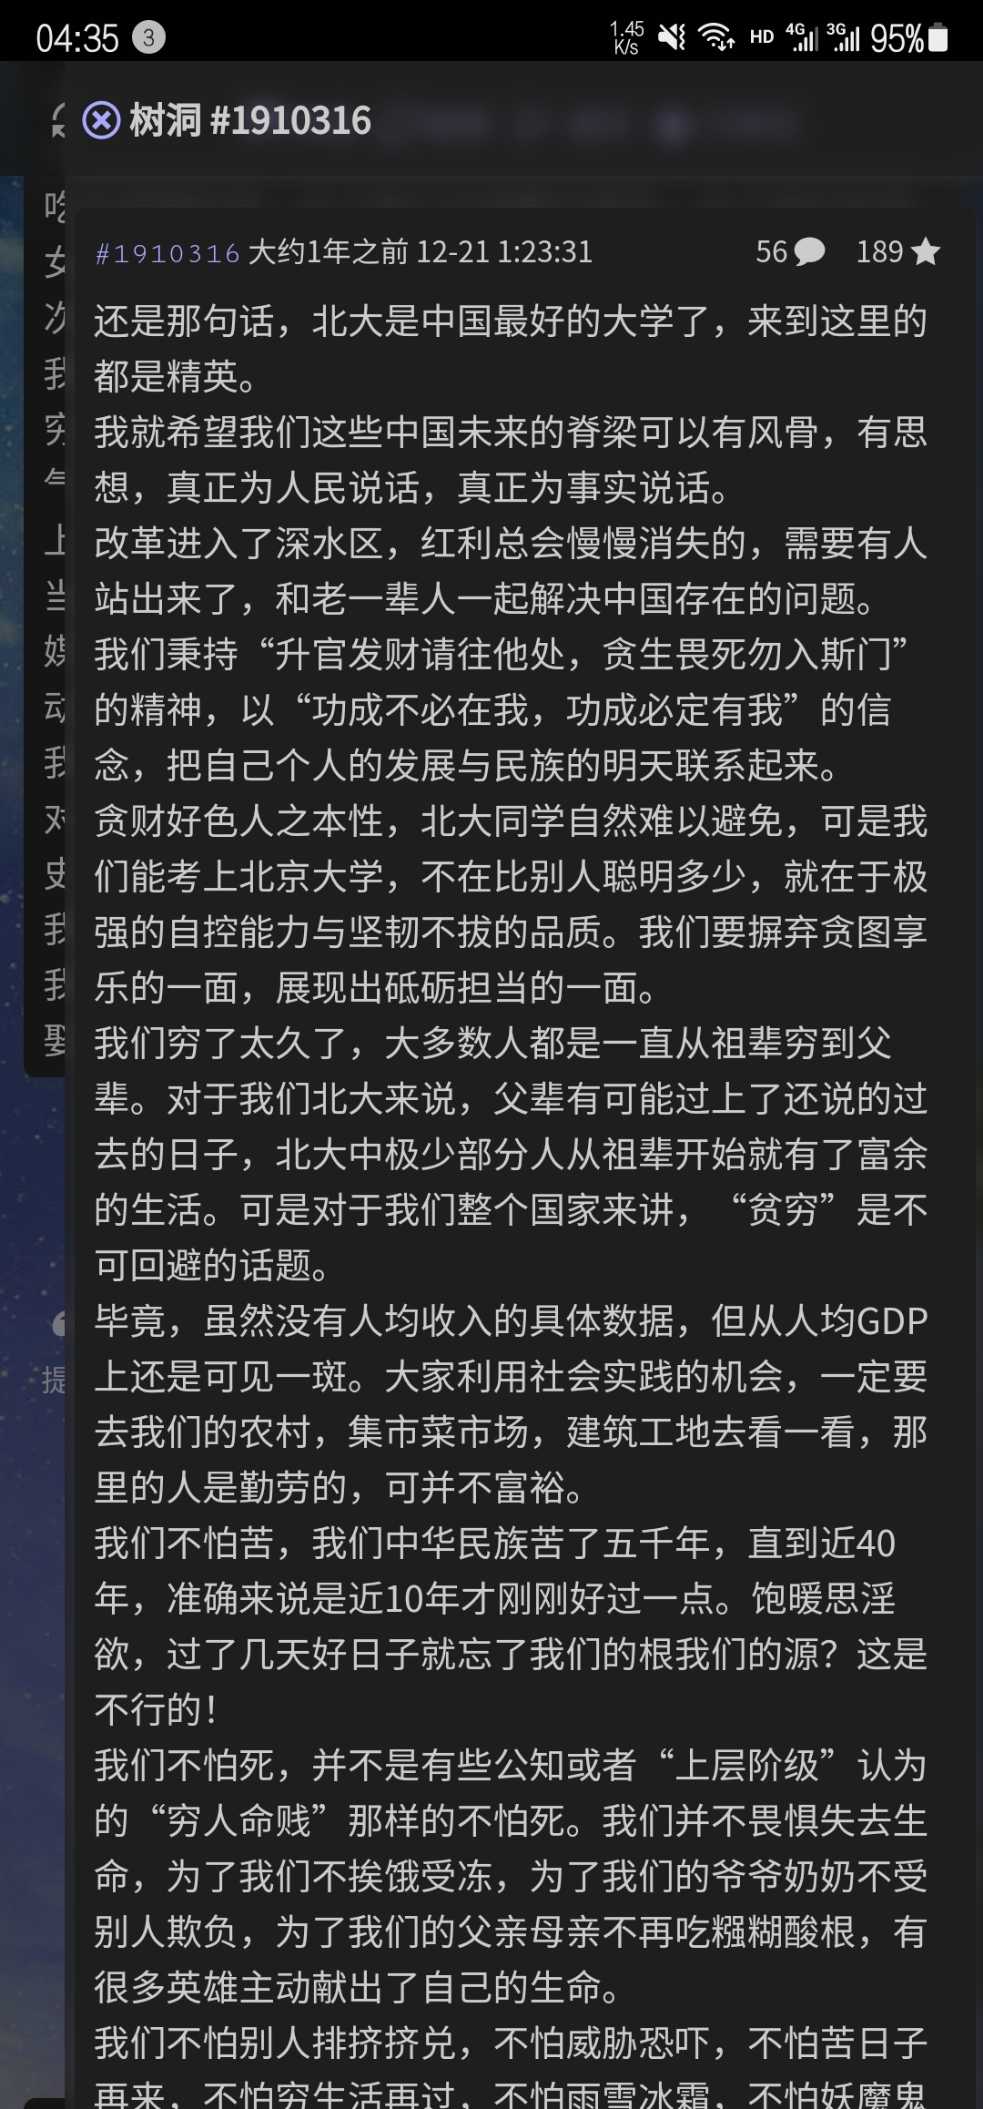 04:35 3 1.45 K/s HD 4G 3G 95%
树洞 #1910316
#1910316 大约1年之前 12-21 1:23:31 56 189
还是那句话，北大是中国最好的大学了，来到这里的
都是精英。
我就希望我们这些中国未来的脊梁可以有风骨，有思
想，真正为人民说话，真正为事实说话。
改革进入了深水区，红利总会慢慢消失的，需要有人
站出来了，和老一辈人一起解决中国存在的问题。
我们秉持“升官发财请往他处，贪生畏死勿入斯门”
的精神，以“功成不必在我，功成必定有我”的信
念，把自己个人的发展与民族的明天联系起来。
贪财好色人之本性，北大同学自然难以避免，可是我
们能考上北京大学，不在比别人聪明多少，就在于极
强的自控能力与坚韧不拔的品质。我们要摒弃贪图享
乐的一面，展现出砥砺担当的一面。
我们穷了太久了，大多数人都是一直从祖辈穷到父
辈。对于我们北大来说，父辈有可能过上了还说的过
去的日子，北大中极少部分人从祖辈开始就有了富余
的生活。可是对于我们整个国家来讲，“贫穷”是不
可回避的话题。
毕竟，虽然没有人均收入的具体数据，但从人均GDP
上还是可见一斑。大家利用社会实践的机会，一定要
去我们的农村，集市菜市场，建筑工地去看一看，那
里的人是勤劳的，可并不富裕。
我们不怕苦，我们中华民族苦了五千年，直到近40
年，准确来说是近10年才刚刚好过一点。饱暖思淫
欲，过了几天好日子就忘了我们的根我们的源？这是
不行的！
我们不怕死，并不是有些公知或者“上层阶级”认为
的“穷人命贱”那样的不怕死。我们并不畏惧失去生
命，为了我们不挨饿受冻，为了我们的爷爷奶奶不受
别人欺负，为了我们的父亲母亲不再吃糨糊酸根，有
很多英雄主动献出了自己的生命。
我们不怕别人排挤挤兑，不怕威胁恐吓，不怕苦日子
再来，不怕穷生活再过，不怕雨雪冰霜，不怕妖魔鬼